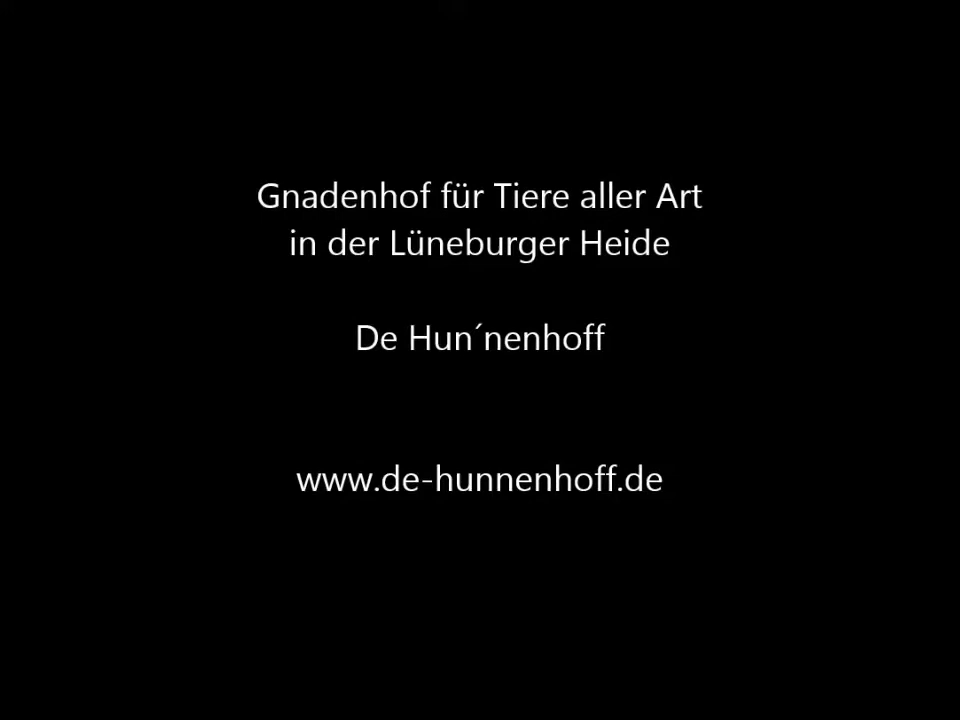 Gnadenhof für Tiere aller Art
in der Lüneburger Heide
De Hun´nenhoff
www.de-hunnenhoff.de